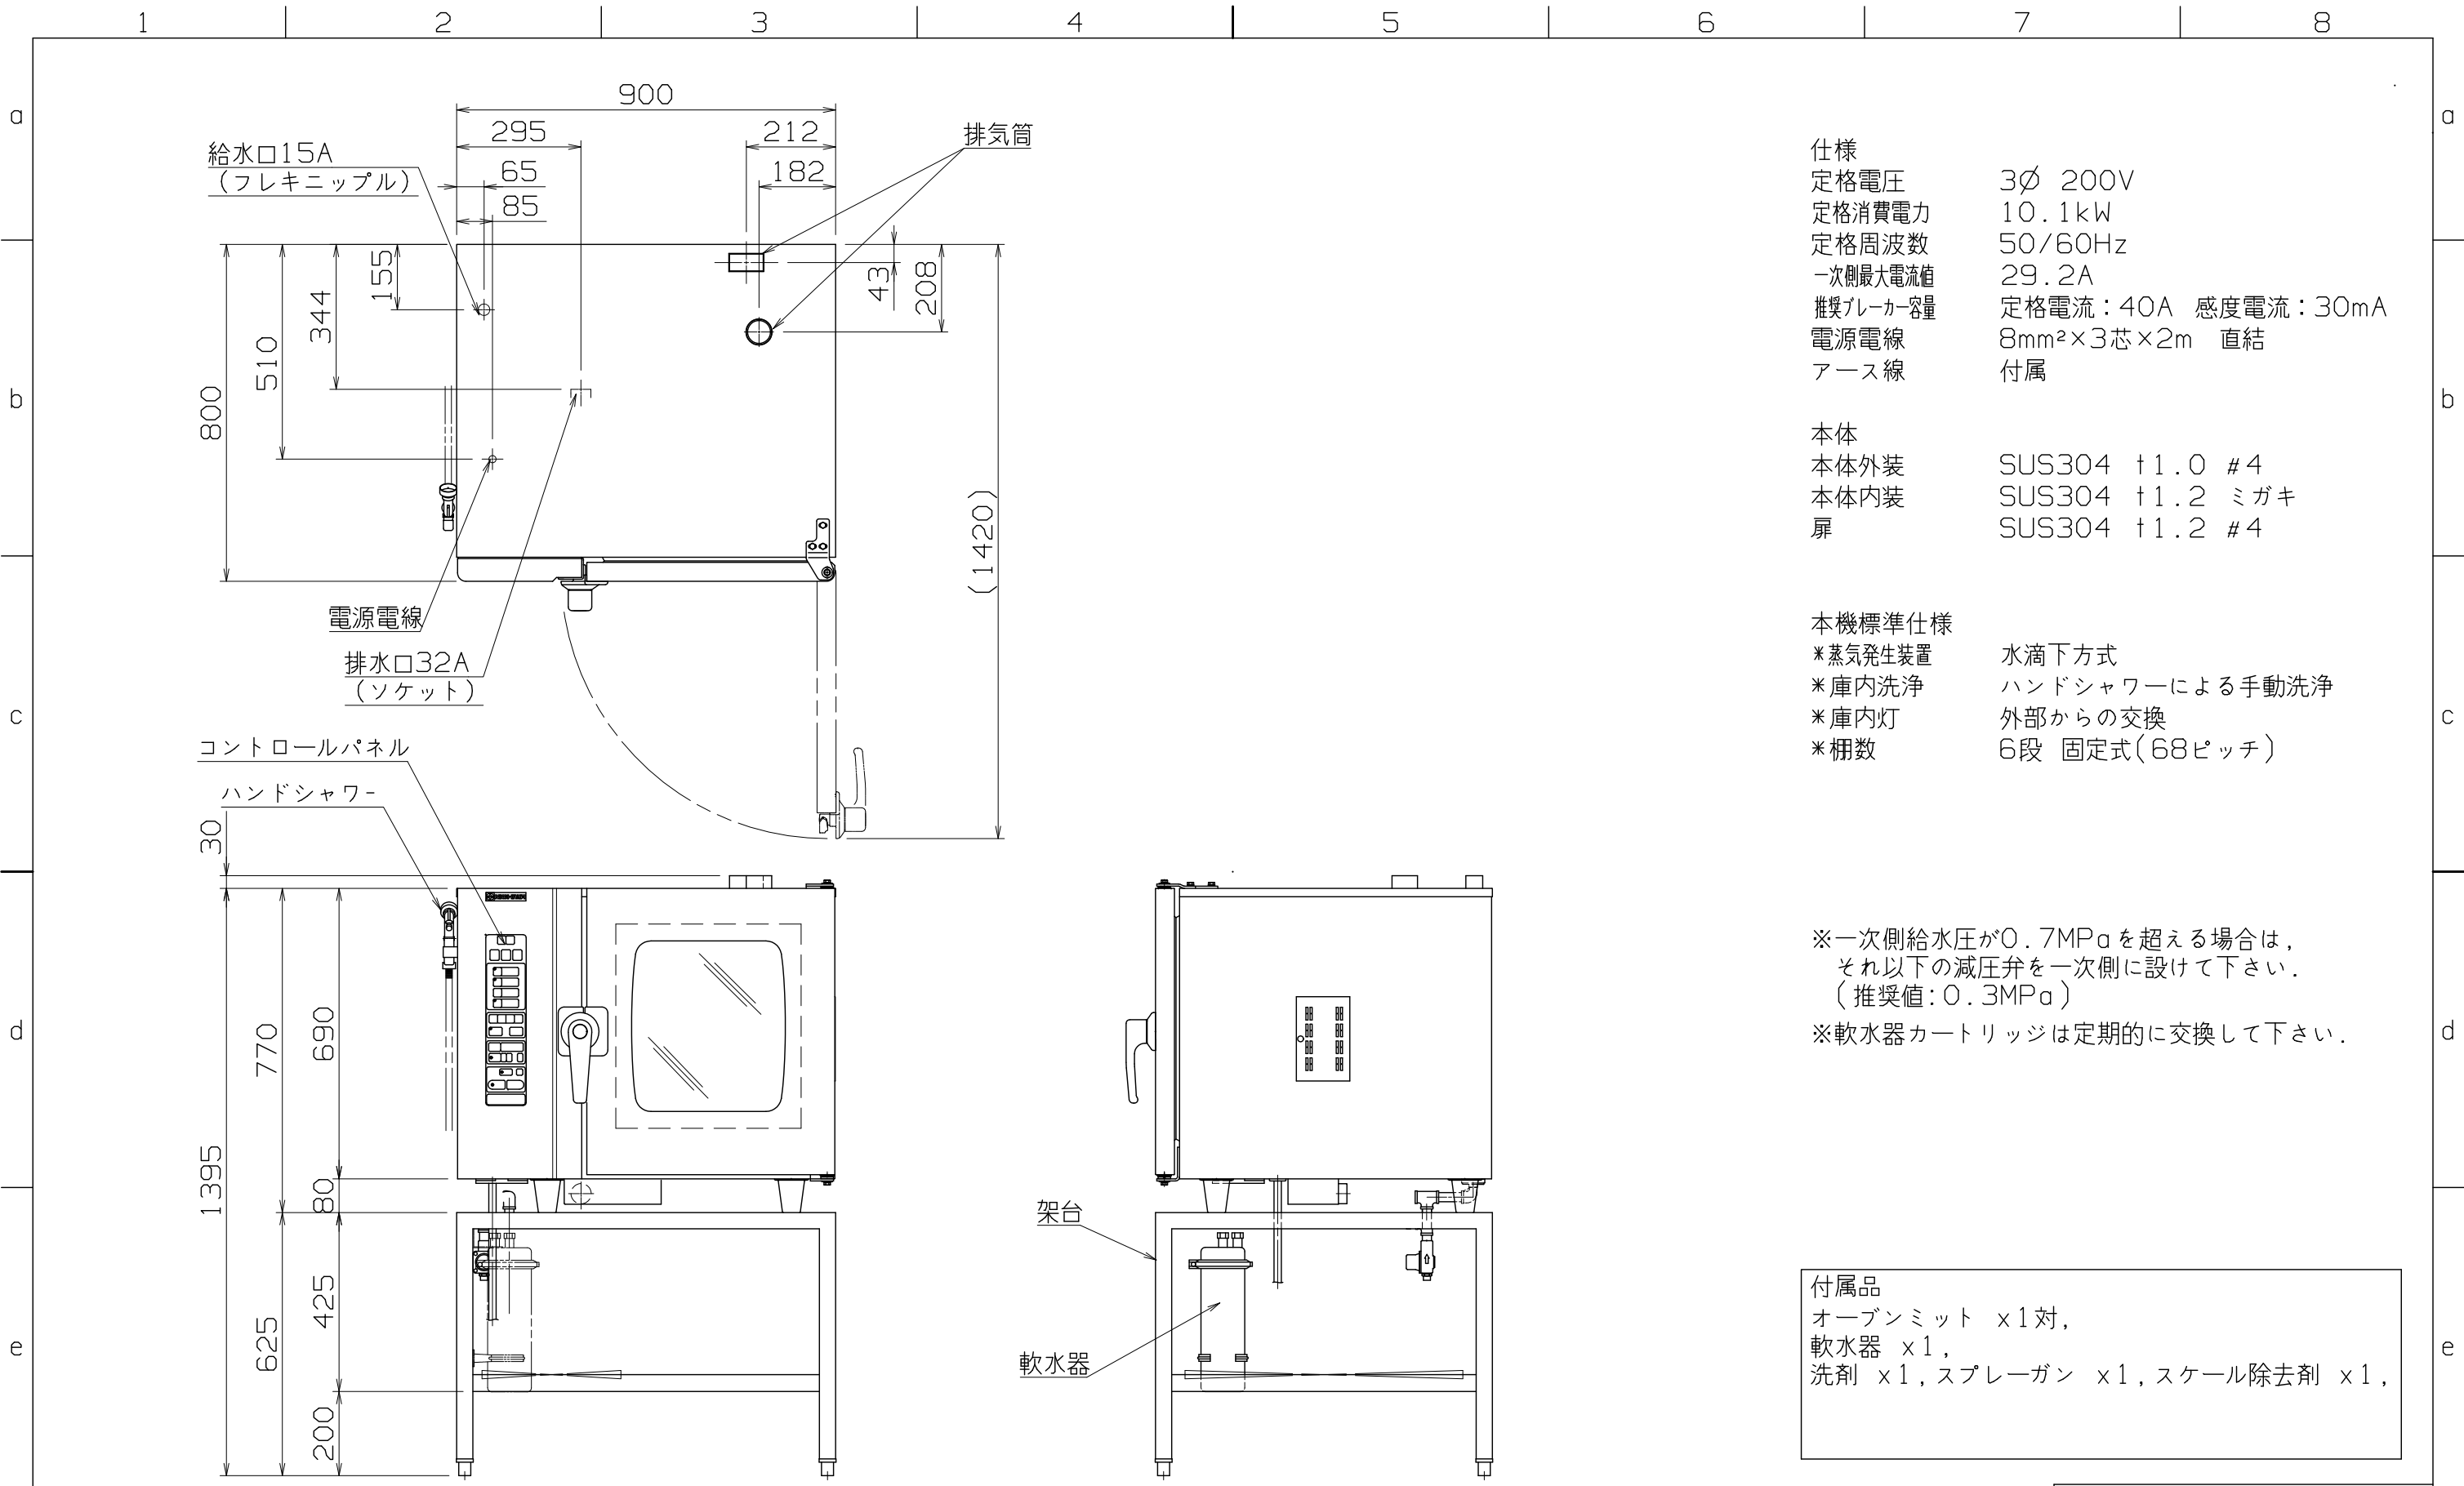 1 2 3 4 5 6 7 8
a a
b b
c c
d d
e e
900
295
212
65
182
85
給水口15A
(フレキニップル)
排気筒
155
344
510
800
43
208
(1420)
電源電線
排水口32A
(ソケット)
コントロールパネル
ハンドシャワー
30
770
690
1395
80
425
625
200
架台
軟水器
仕様
定格電圧 3∅ 200V
定格消費電力 10.1kW
定格周波数 50/60Hz
一次側最大電流値 29.2A
推奨ブレーカー容量 定格電流：40A 感度電流：30mA
電源電線 8mm²×3芯×2m 直結
アース線 付属
本体
本体外装 SUS304 t1.0 #4
本体内装 SUS304 t1.2 ミガキ
扉 SUS304 t1.2 #4
本機標準仕様
*蒸気発生装置 水滴下方式
*庫内洗浄 ハンドシャワーによる手動洗浄
*庫内灯 外部からの交換
*棚数 6段 固定式(68ピッチ)
※一次側給水圧が0.7MPaを超える場合は,
それ以下の減圧弁を一次側に設けて下さい.
(推奨値:0.3MPa)
※軟水器カートリッジは定期的に交換して下さい.
付属品
オーブンミット x1対,
軟水器 x1,
洗剤 x1,スプレーガン x1,スケール除去剤 x1,